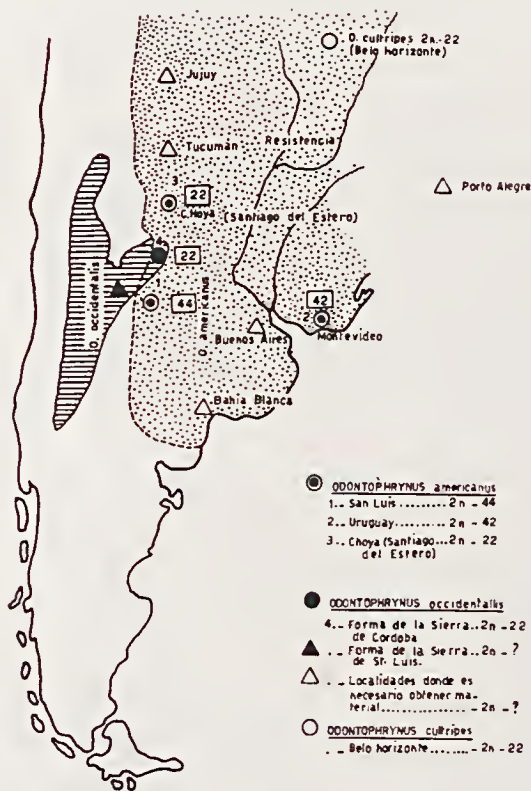 O. cultripes 2n-22
(Belo horizonte)
Jujuy
Resistencia
Tucumán
Porto Alegre
3
22
C. Hoya (Santiago del Estero)
4
22
1
44
O. occidentalis
O. americanus
42
2
Montevideo
Buenos Aires
Bahía Blanca
ODONTOPHRYNUS americanus
1.. San Luis ......... 2n - 44
2.. Uruguay ......... 2n - 42
3.. Choya (Santiago .. 2n - 22
del Estero)
ODONTOPHRYNUS occidentallis
4.. Forma de la Sierra .. 2n - 22
de Cordoba
.. Forma de la Sierra .. 2n - ?
de St. Luis.
.. Localidades donde es
necesario obtener ma-
terial ............ - 2n - ?
ODONTOPHRYNUS cultripes
.. Belo horizonte ........ - 2n - 22